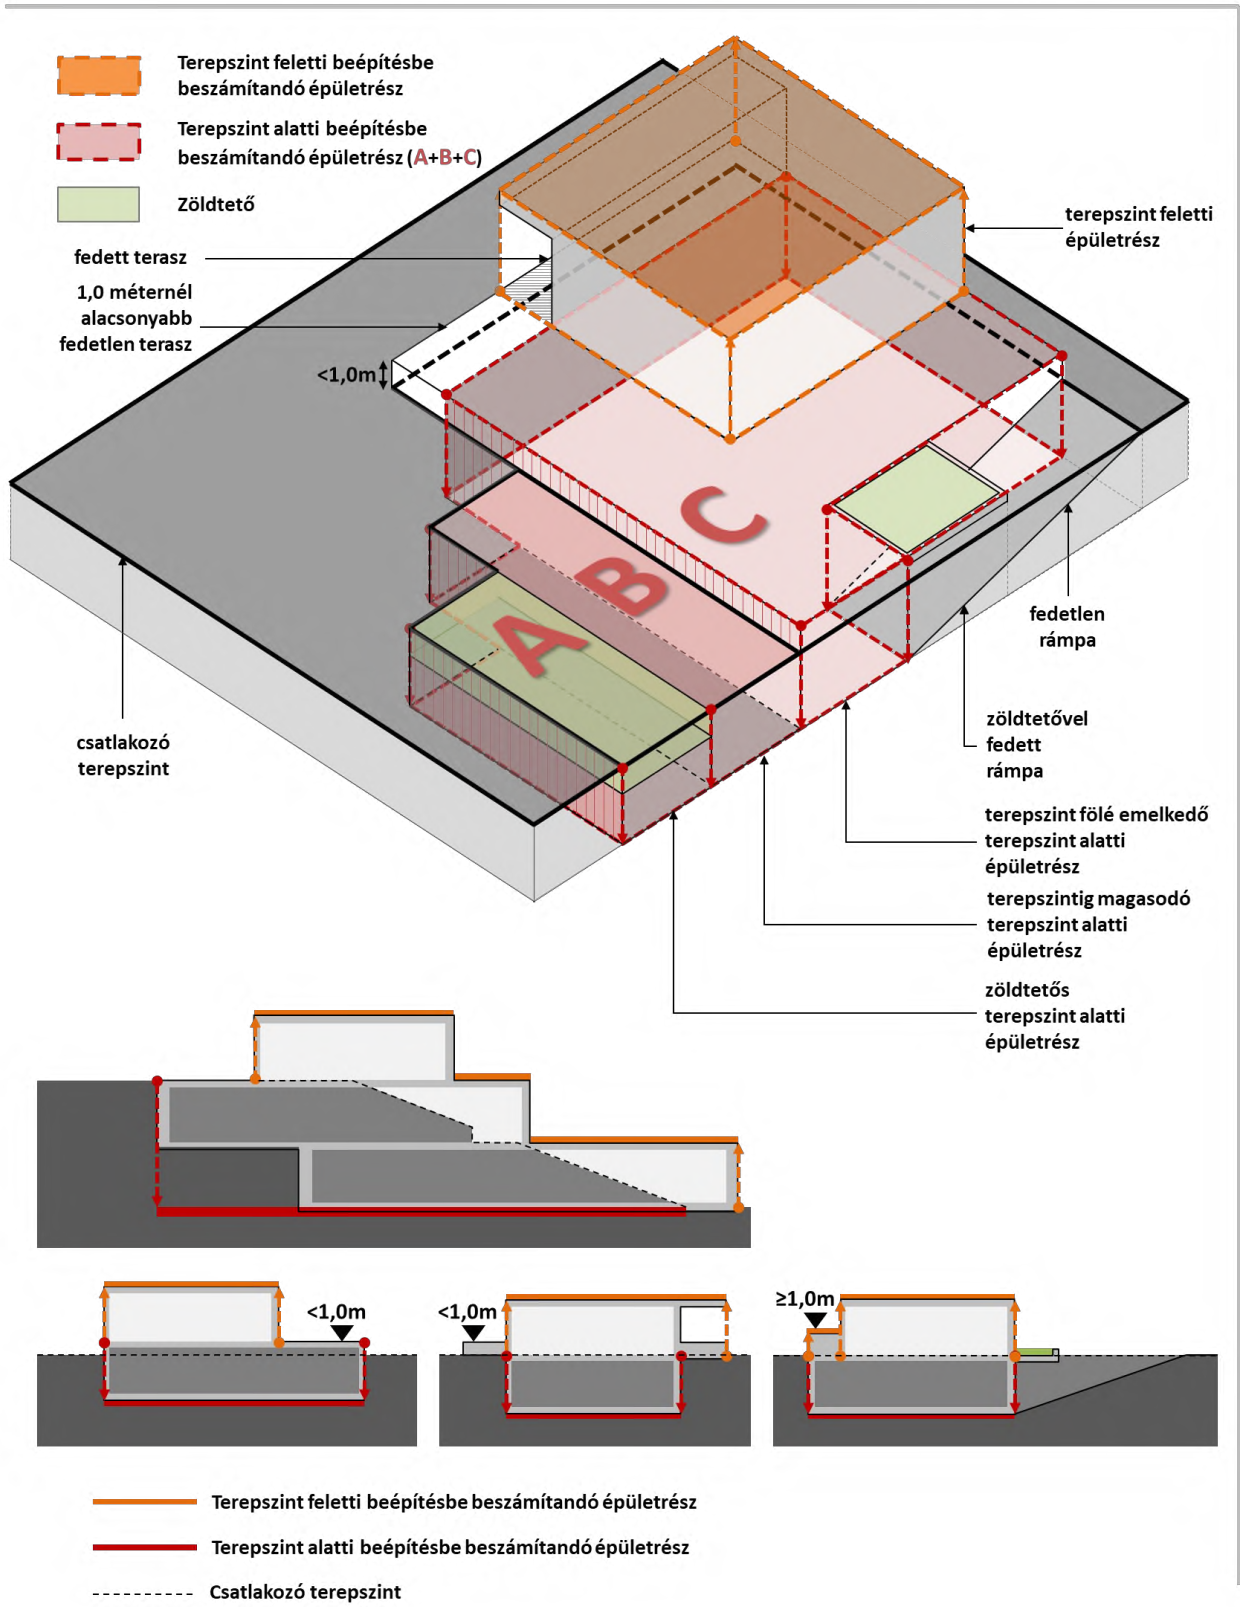 Terepszint feletti beépítésbe
beszámítandó épületrész
Terepszint alatti beépítésbe
beszámítandó épületrész (A+B+C)
Zöldtető
fedett terasz
1,0 méternél
alacsonyabb
fedetlen terasz
<1,0m
terepszint feletti
épületrész
C
B
A
fedetlen
rámpa
csatlakozó
terepszint
zöldtetővel
fedett
rámpa
terepszint fölé emelkedő
terepszint alatti
épületrész
terepszintig magasodó
terepszint alatti
épületrész
zöldtetős
terepszint alatti
épületrész
<1,0m
<1,0m
≥1,0m
Terepszint feletti beépítésbe beszámítandó épületrész
Terepszint alatti beépítésbe beszámítandó épületrész
Csatlakozó terepszint